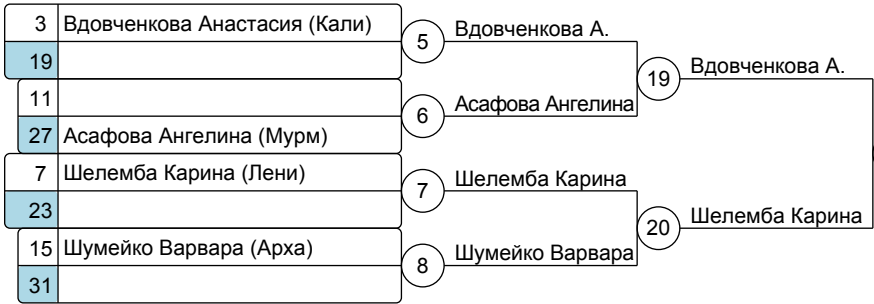 3 Вдовченкова Анастасия (Кали)
19
11
27 Асафова Ангелина (Мурм)
7 Шелемба Карина (Лени)
23
15 Шумейко Варвара (Арха)
31
5 Вдовченкова А.
6 Асафова Ангелина
7 Шелемба Карина
8 Шумейко Варвара
19 Вдовченкова А.
20 Шелемба Карина